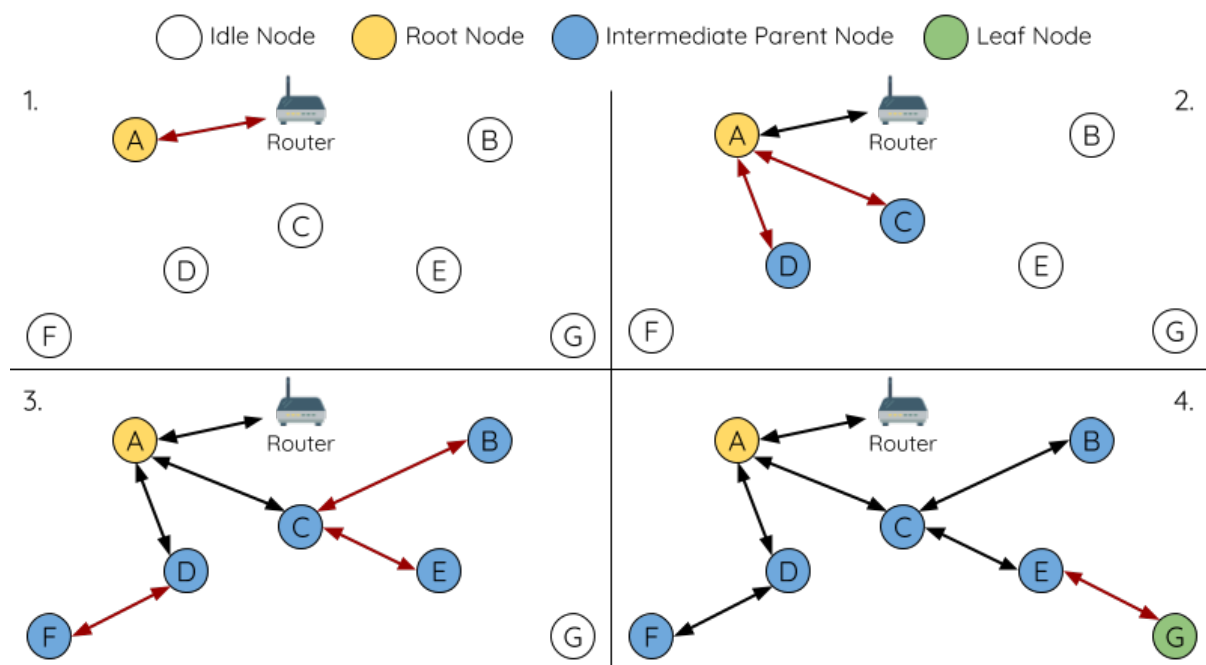 Idle Node Root Node Intermediate Parent Node Leaf Node
1.
A
Router
B
C
D
E
F
G
2.
A
Router
B
C
D
E
F
G
3.
A
Router
B
C
D
E
F
G
4.
A
Router
B
C
D
E
F
G